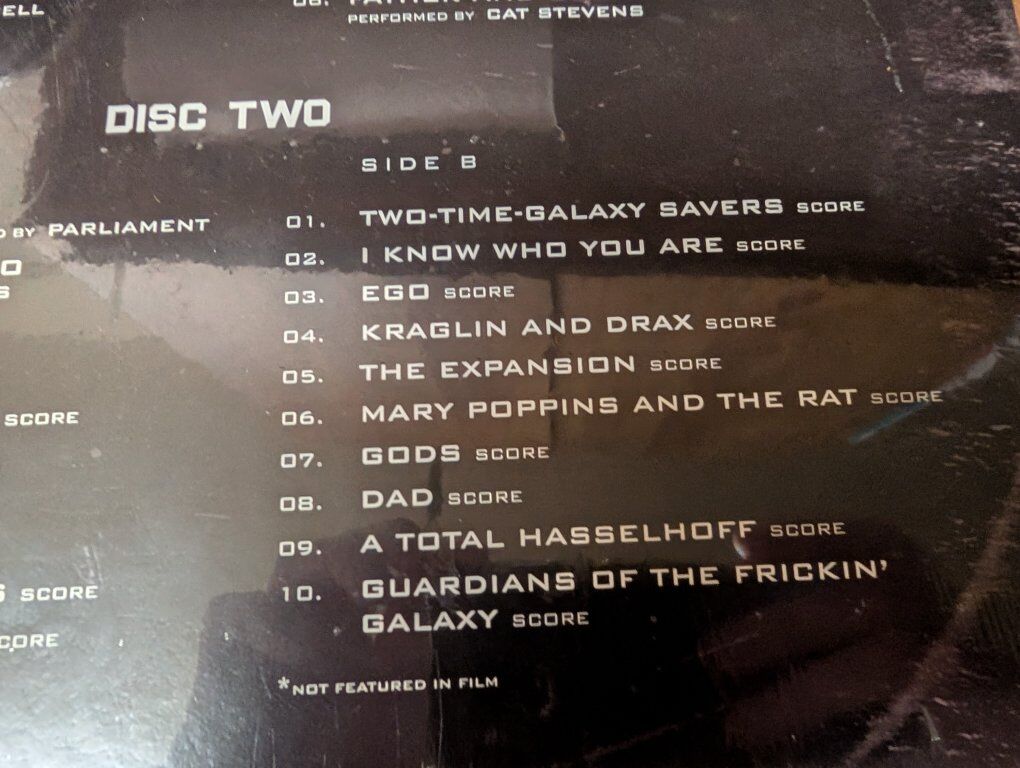 ELL
06.
PERFORMED BY CAT STEVENS
DISC TWO
SIDE B
BY PARLIAMENT
O
S
SCORE
S SCORE
SCORE
01. TWO-TIME-GALAXY SAVERS SCORE
02. I KNOW WHO YOU ARE SCORE
03. EGO SCORE
04. KRAGLIN AND DRAX SCORE
05. THE EXPANSION SCORE
06. MARY POPPINS AND THE RAT SCORE
07. GODS SCORE
08. DAD SCORE
09. A TOTAL HASSELHOFF SCORE
10. GUARDIANS OF THE FRICKIN'
GALAXY SCORE
*NOT FEATURED IN FILM